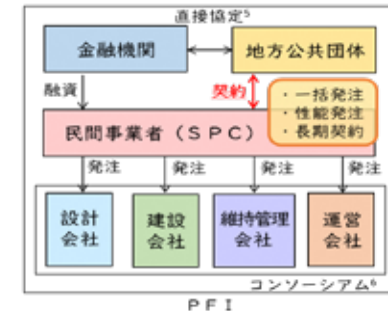 直接協定5
金融機関
地方公共団体
融資
契約
・一括発注
・性能発注
・長期契約
民間事業者（ＳＰＣ）
発注 発注 発注 発注
設計
会社
建設
会社
維持管理
会社
運営
会社
コンソーシアム6
ＰＦＩ